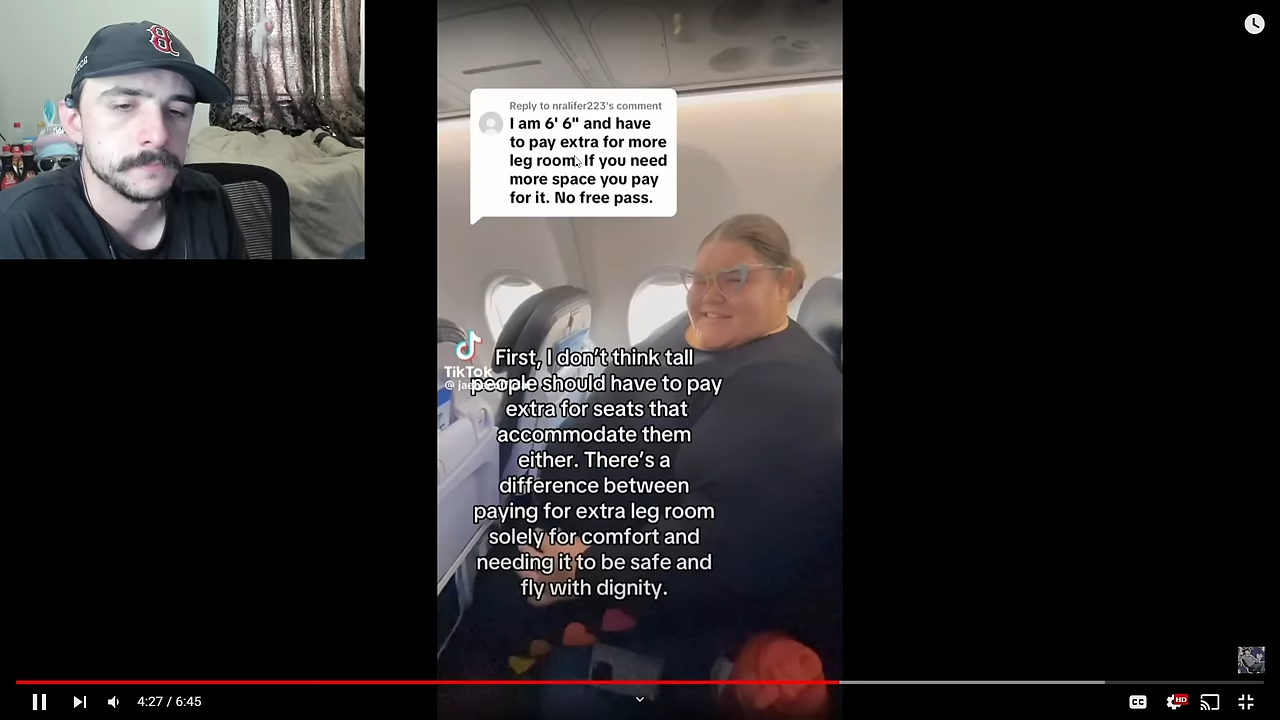 Reply to nralifer223's comment
I am 6' 6" and have
to pay extra for more
leg room. If you need
more space you pay
for it. No free pass.
First, I don't think tall
people should have to pay
extra for seats that
accommodate them
either. There's a
difference between
paying for extra leg room
solely for comfort and
needing it to be safe and
fly with dignity.
TikTok
B
4:27 / 6:45
CC
HD